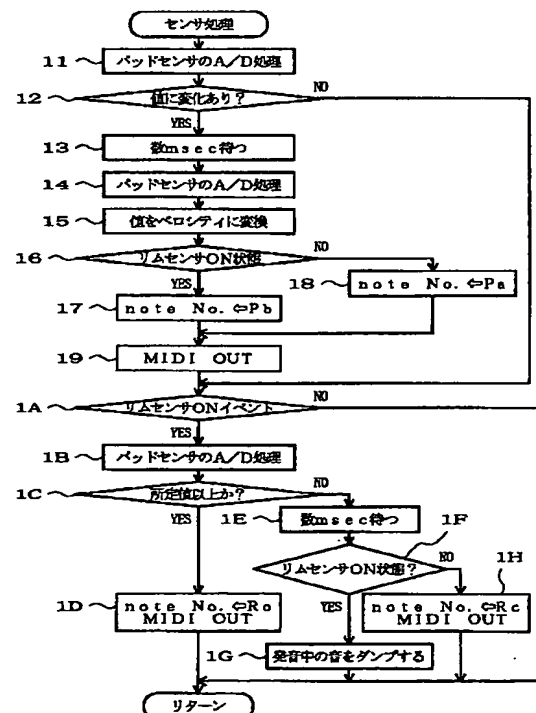 センサ処理
11 パッドセンサのA/D処理
12 値に変化あり? NO
YES
13 数msec待つ
14 パッドセンサのA/D処理
15 値をベロシティに変換
16 リムセンサON状態 NO
YES
17 note No.⇦Pb
18 note No.⇦Pa
19 MIDI OUT
1A リムセンサONイベント NO
YES
1B パッドセンサのA/D処理
1C 所定値以上か? NO
YES
1E 数msec待つ
1F リムセンサON状態? NO
YES
1D note No.⇦Ro
MIDI OUT
1H note No.⇦Rc
MIDI OUT
1G 発音中の音をダンプする
リターン